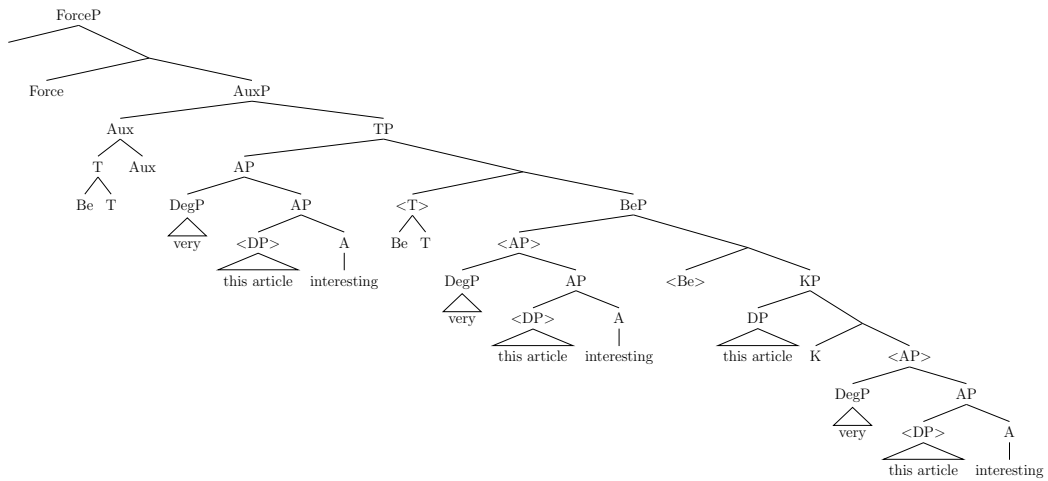 ForceP
Force AuxP
Aux TP
T Aux AP
Be T DegP AP <T> BeP
very <DP> A Be T <AP>
this article interesting DegP AP <Be> KP
very <DP> A DP
this article interesting this article K <AP>
DegP AP
very <DP> A
this article interesting